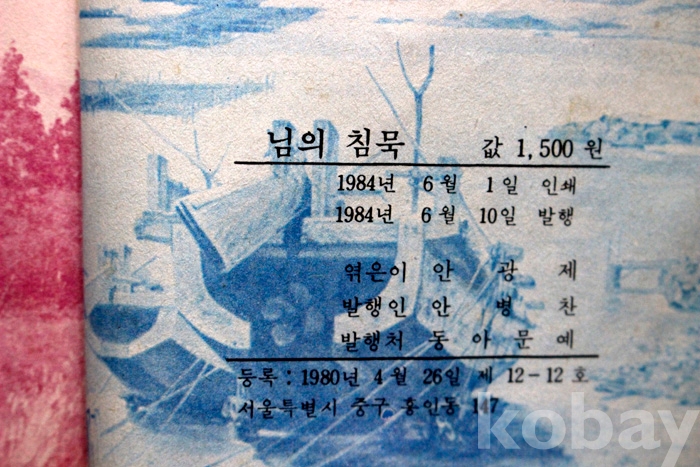 님의 침묵 값 1,500 원
1984년 6월 1일 인쇄
1984년 6월 10일 발행
엮은이 안 광 제
발행인 안 병 찬
발행처 동 아 문 예
등록 : 1980년 4월 26일 제 12-12 호
서울특별시 중구 흥인동 147
kobay